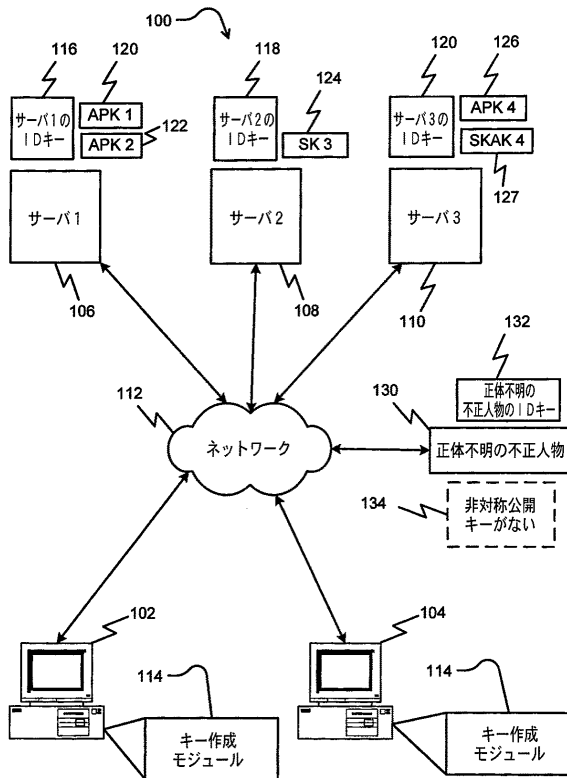 100
116
120
118
124
120
126
サーバ1の
IDキー
APK 1
APK 2
122
サーバ2の
IDキー
SK 3
サーバ3の
IDキー
APK 4
SKAK 4
127
サーバ1
サーバ2
サーバ3
106
108
110
132
112
130
正体不明の
不正人物のIDキー
ネットワーク
正体不明の不正人物
134
非対称公開
キーがない
102
104
114
114
キー作成
モジュール
キー作成
モジュール